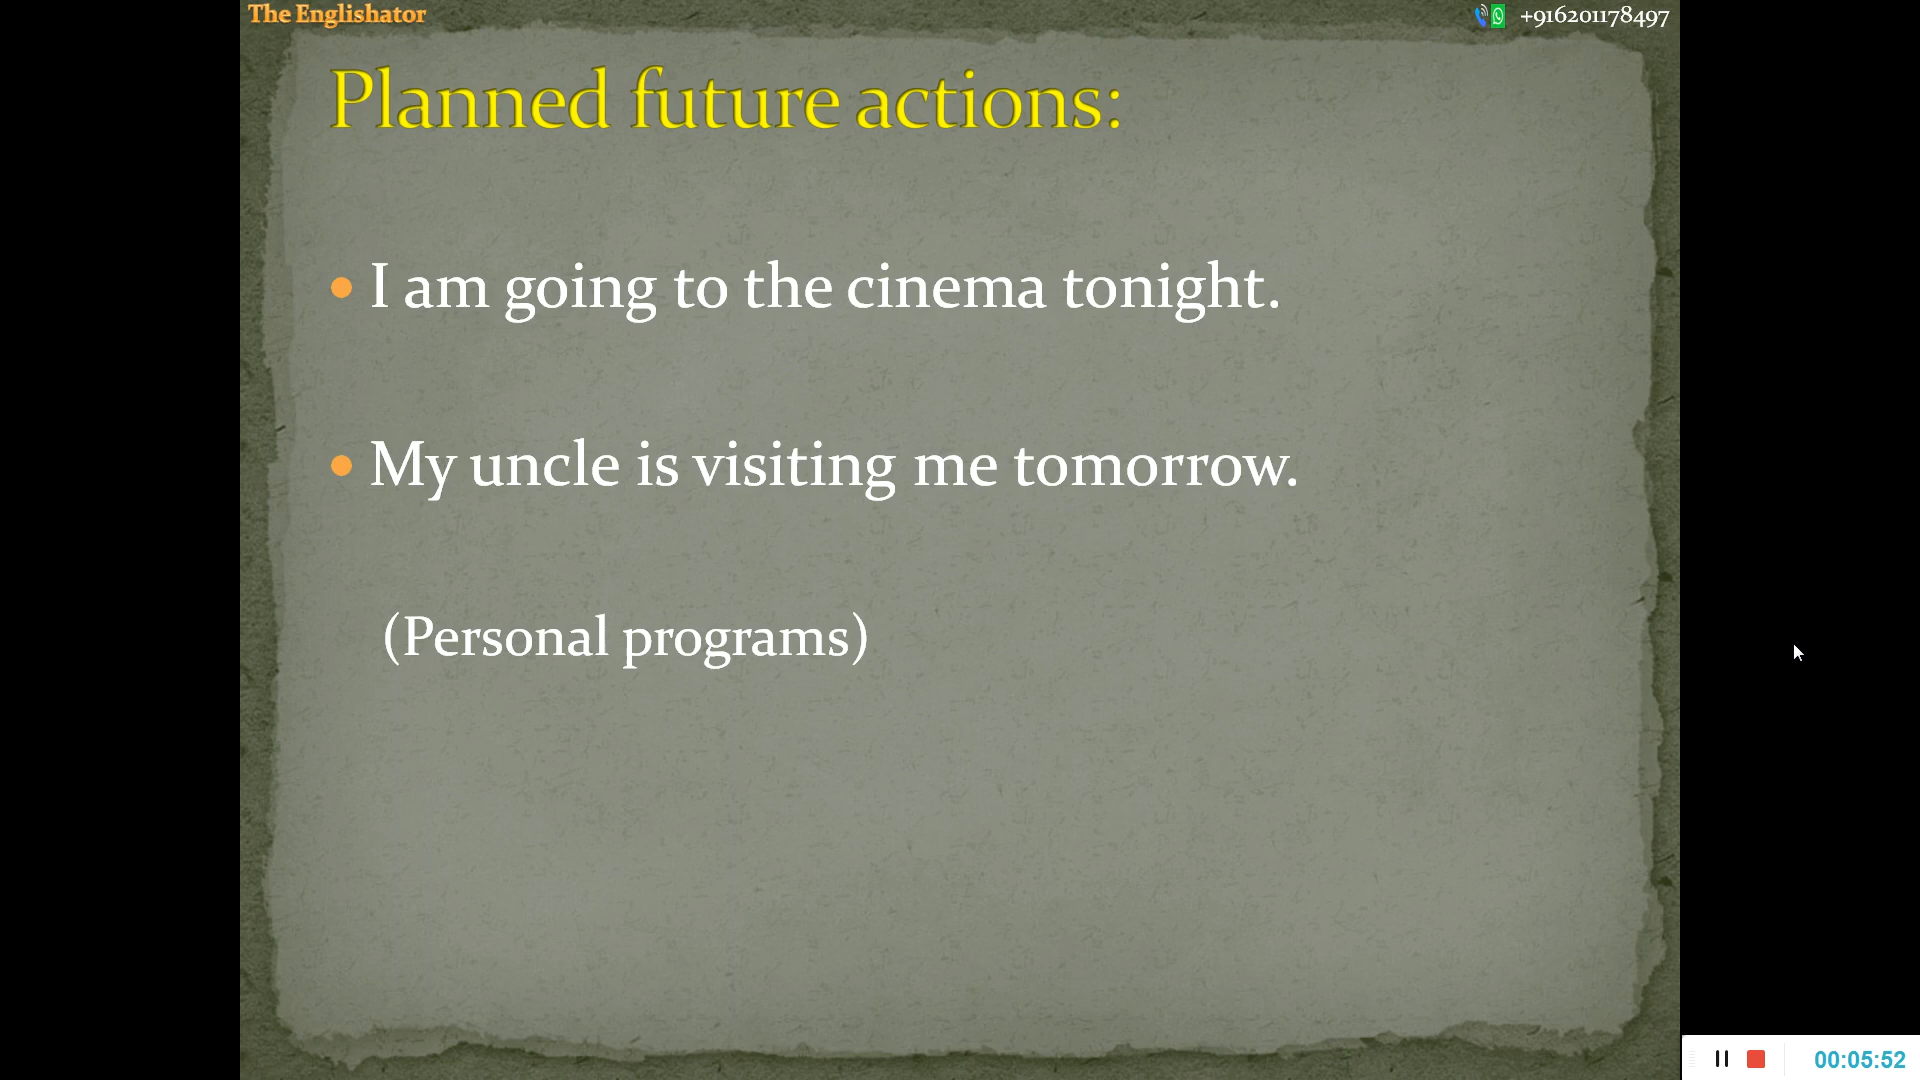 The Englishator
+916201178497
Planned future actions:
I am going to the cinema tonight.
My uncle is visiting me tomorrow.
(Personal programs)
00:05:52